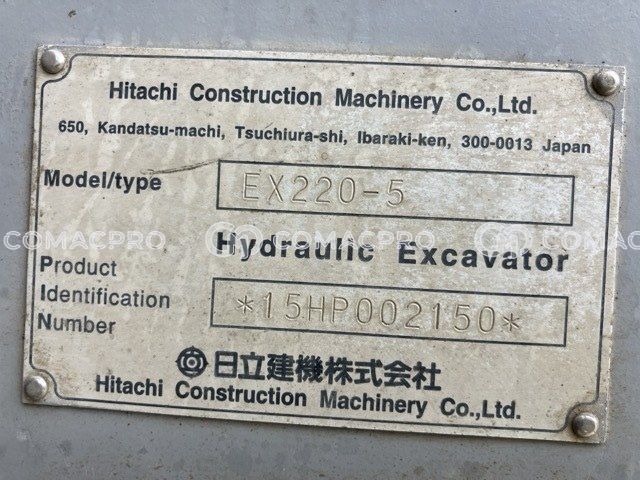 Hitachi Construction Machinery Co.,Ltd.
650, Kandatsu-machi, Tsuchiura-shi, Ibaraki-ken, 300-0013 Japan
Model/type EX220-5
COMACPRO COMACPRO COMACPRO
Hydraulic Excavator
Product
Identification *15HP002150*
Number
日立建機株式会社
Hitachi Construction Machinery Co.,Ltd.